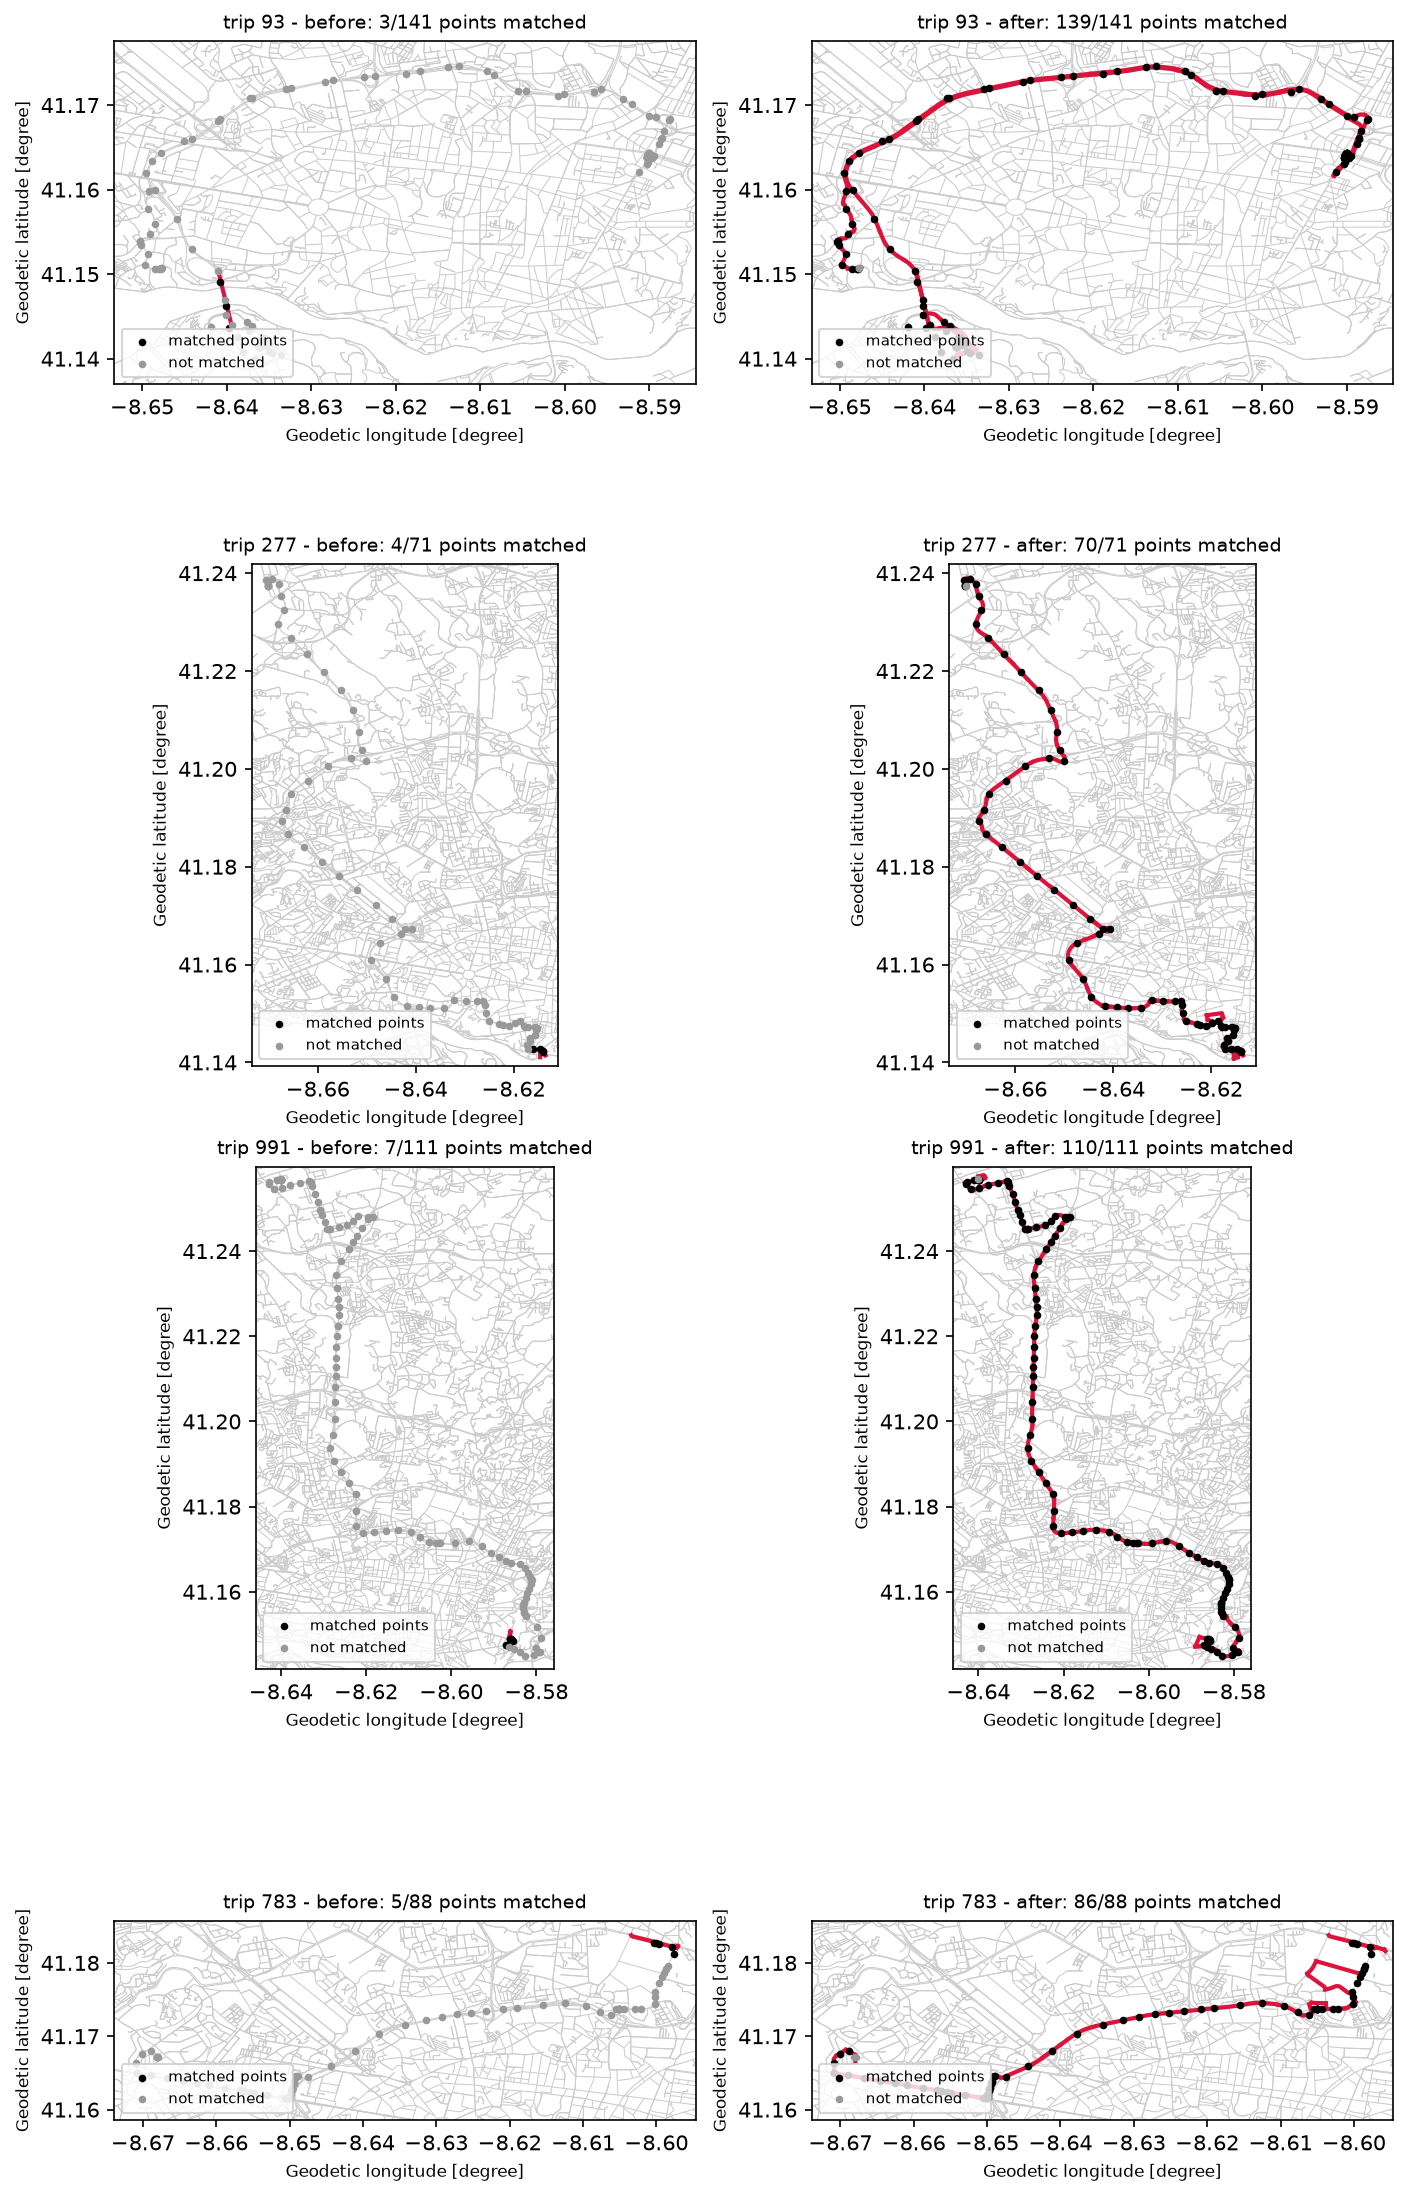 trip 93 - before: 3/141 points matched
trip 93 - after: 139/141 points matched
Geodetic latitude [degree]
41.17
41.16
41.15
41.14
matched points
not matched
−8.65 −8.64 −8.63 −8.62 −8.61 −8.60 −8.59
Geodetic longitude [degree]
Geodetic latitude [degree]
41.17
41.16
41.15
41.14
matched points
not matched
−8.65 −8.64 −8.63 −8.62 −8.61 −8.60 −8.59
Geodetic longitude [degree]
trip 277 - before: 4/71 points matched
trip 277 - after: 70/71 points matched
Geodetic latitude [degree]
41.24
41.22
41.20
41.18
41.16
41.14
matched points
not matched
−8.66 −8.64 −8.62
Geodetic longitude [degree]
Geodetic latitude [degree]
41.24
41.22
41.20
41.18
41.16
41.14
matched points
not matched
−8.66 −8.64 −8.62
Geodetic longitude [degree]
trip 991 - before: 7/111 points matched
trip 991 - after: 110/111 points matched
Geodetic latitude [degree]
41.24
41.22
41.20
41.18
41.16
matched points
not matched
−8.64 −8.62 −8.60 −8.58
Geodetic longitude [degree]
Geodetic latitude [degree]
41.24
41.22
41.20
41.18
41.16
matched points
not matched
−8.64 −8.62 −8.60 −8.58
Geodetic longitude [degree]
trip 783 - before: 5/88 points matched
trip 783 - after: 86/88 points matched
Geodetic latitude [degree]
41.18
41.17
41.16
matched points
not matched
−8.67 −8.66 −8.65 −8.64 −8.63 −8.62 −8.61 −8.60
Geodetic longitude [degree]
Geodetic latitude [degree]
41.18
41.17
41.16
matched points
not matched
−8.67 −8.66 −8.65 −8.64 −8.63 −8.62 −8.61 −8.60
Geodetic longitude [degree]